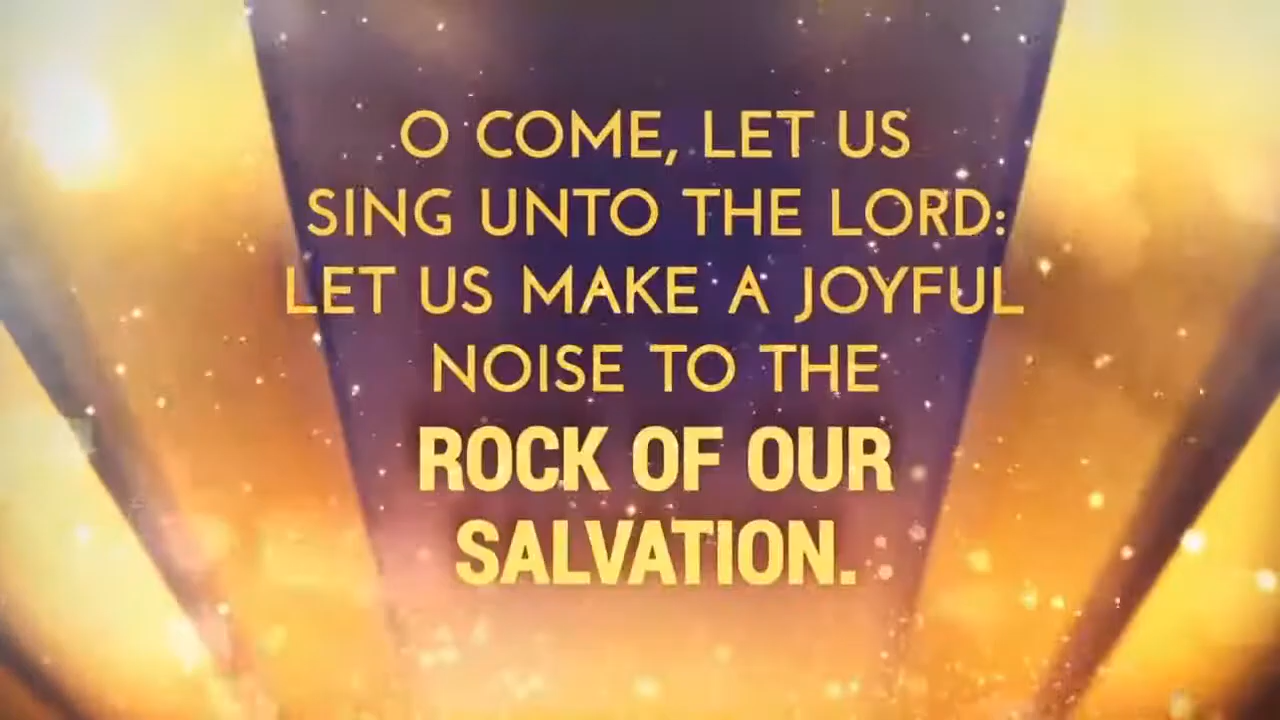 O COME, LET US
SING UNTO THE LORD:
LET US MAKE A JOYFUL
NOISE TO THE
ROCK OF OUR
SALVATION.